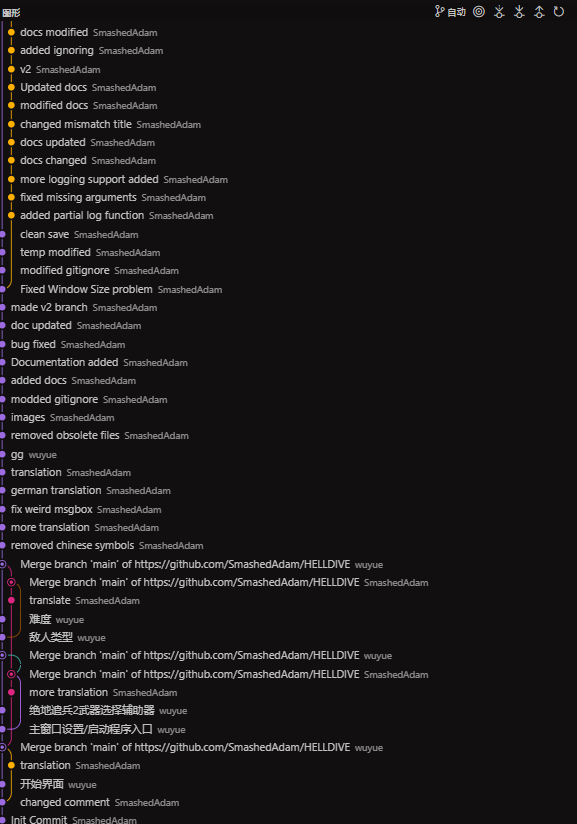 图形 自动
docs modified SmashedAdam
added ignoring SmashedAdam
v2 SmashedAdam
Updated docs SmashedAdam
modified docs SmashedAdam
changed mismatch title SmashedAdam
docs updated SmashedAdam
docs changed SmashedAdam
more logging support added SmashedAdam
fixed missing arguments SmashedAdam
added partial log function SmashedAdam
clean save SmashedAdam
temp modified SmashedAdam
modified gitignore SmashedAdam
Fixed Window Size problem SmashedAdam
made v2 branch SmashedAdam
doc updated SmashedAdam
bug fixed SmashedAdam
Documentation added SmashedAdam
added docs SmashedAdam
modded gitignore SmashedAdam
images SmashedAdam
removed obsolete files SmashedAdam
gg wuyue
translation SmashedAdam
german translation SmashedAdam
fix weird msgbox SmashedAdam
more translation SmashedAdam
removed chinese symbols SmashedAdam
Merge branch 'main' of https://github.com/SmashedAdam/HELLDIVE wuyue
Merge branch 'main' of https://github.com/SmashedAdam/HELLDIVE SmashedAdam
translate SmashedAdam
难度 wuyue
敌人类型 wuyue
Merge branch 'main' of https://github.com/SmashedAdam/HELLDIVE wuyue
Merge branch 'main' of https://github.com/SmashedAdam/HELLDIVE SmashedAdam
more translation SmashedAdam
绝地追兵2武器选择辅助器 wuyue
主窗口设置/启动程序入口 wuyue
Merge branch 'main' of https://github.com/SmashedAdam/HELLDIVE wuyue
translation SmashedAdam
开始界面 wuyue
changed comment SmashedAdam
Init Commit SmashedAdam